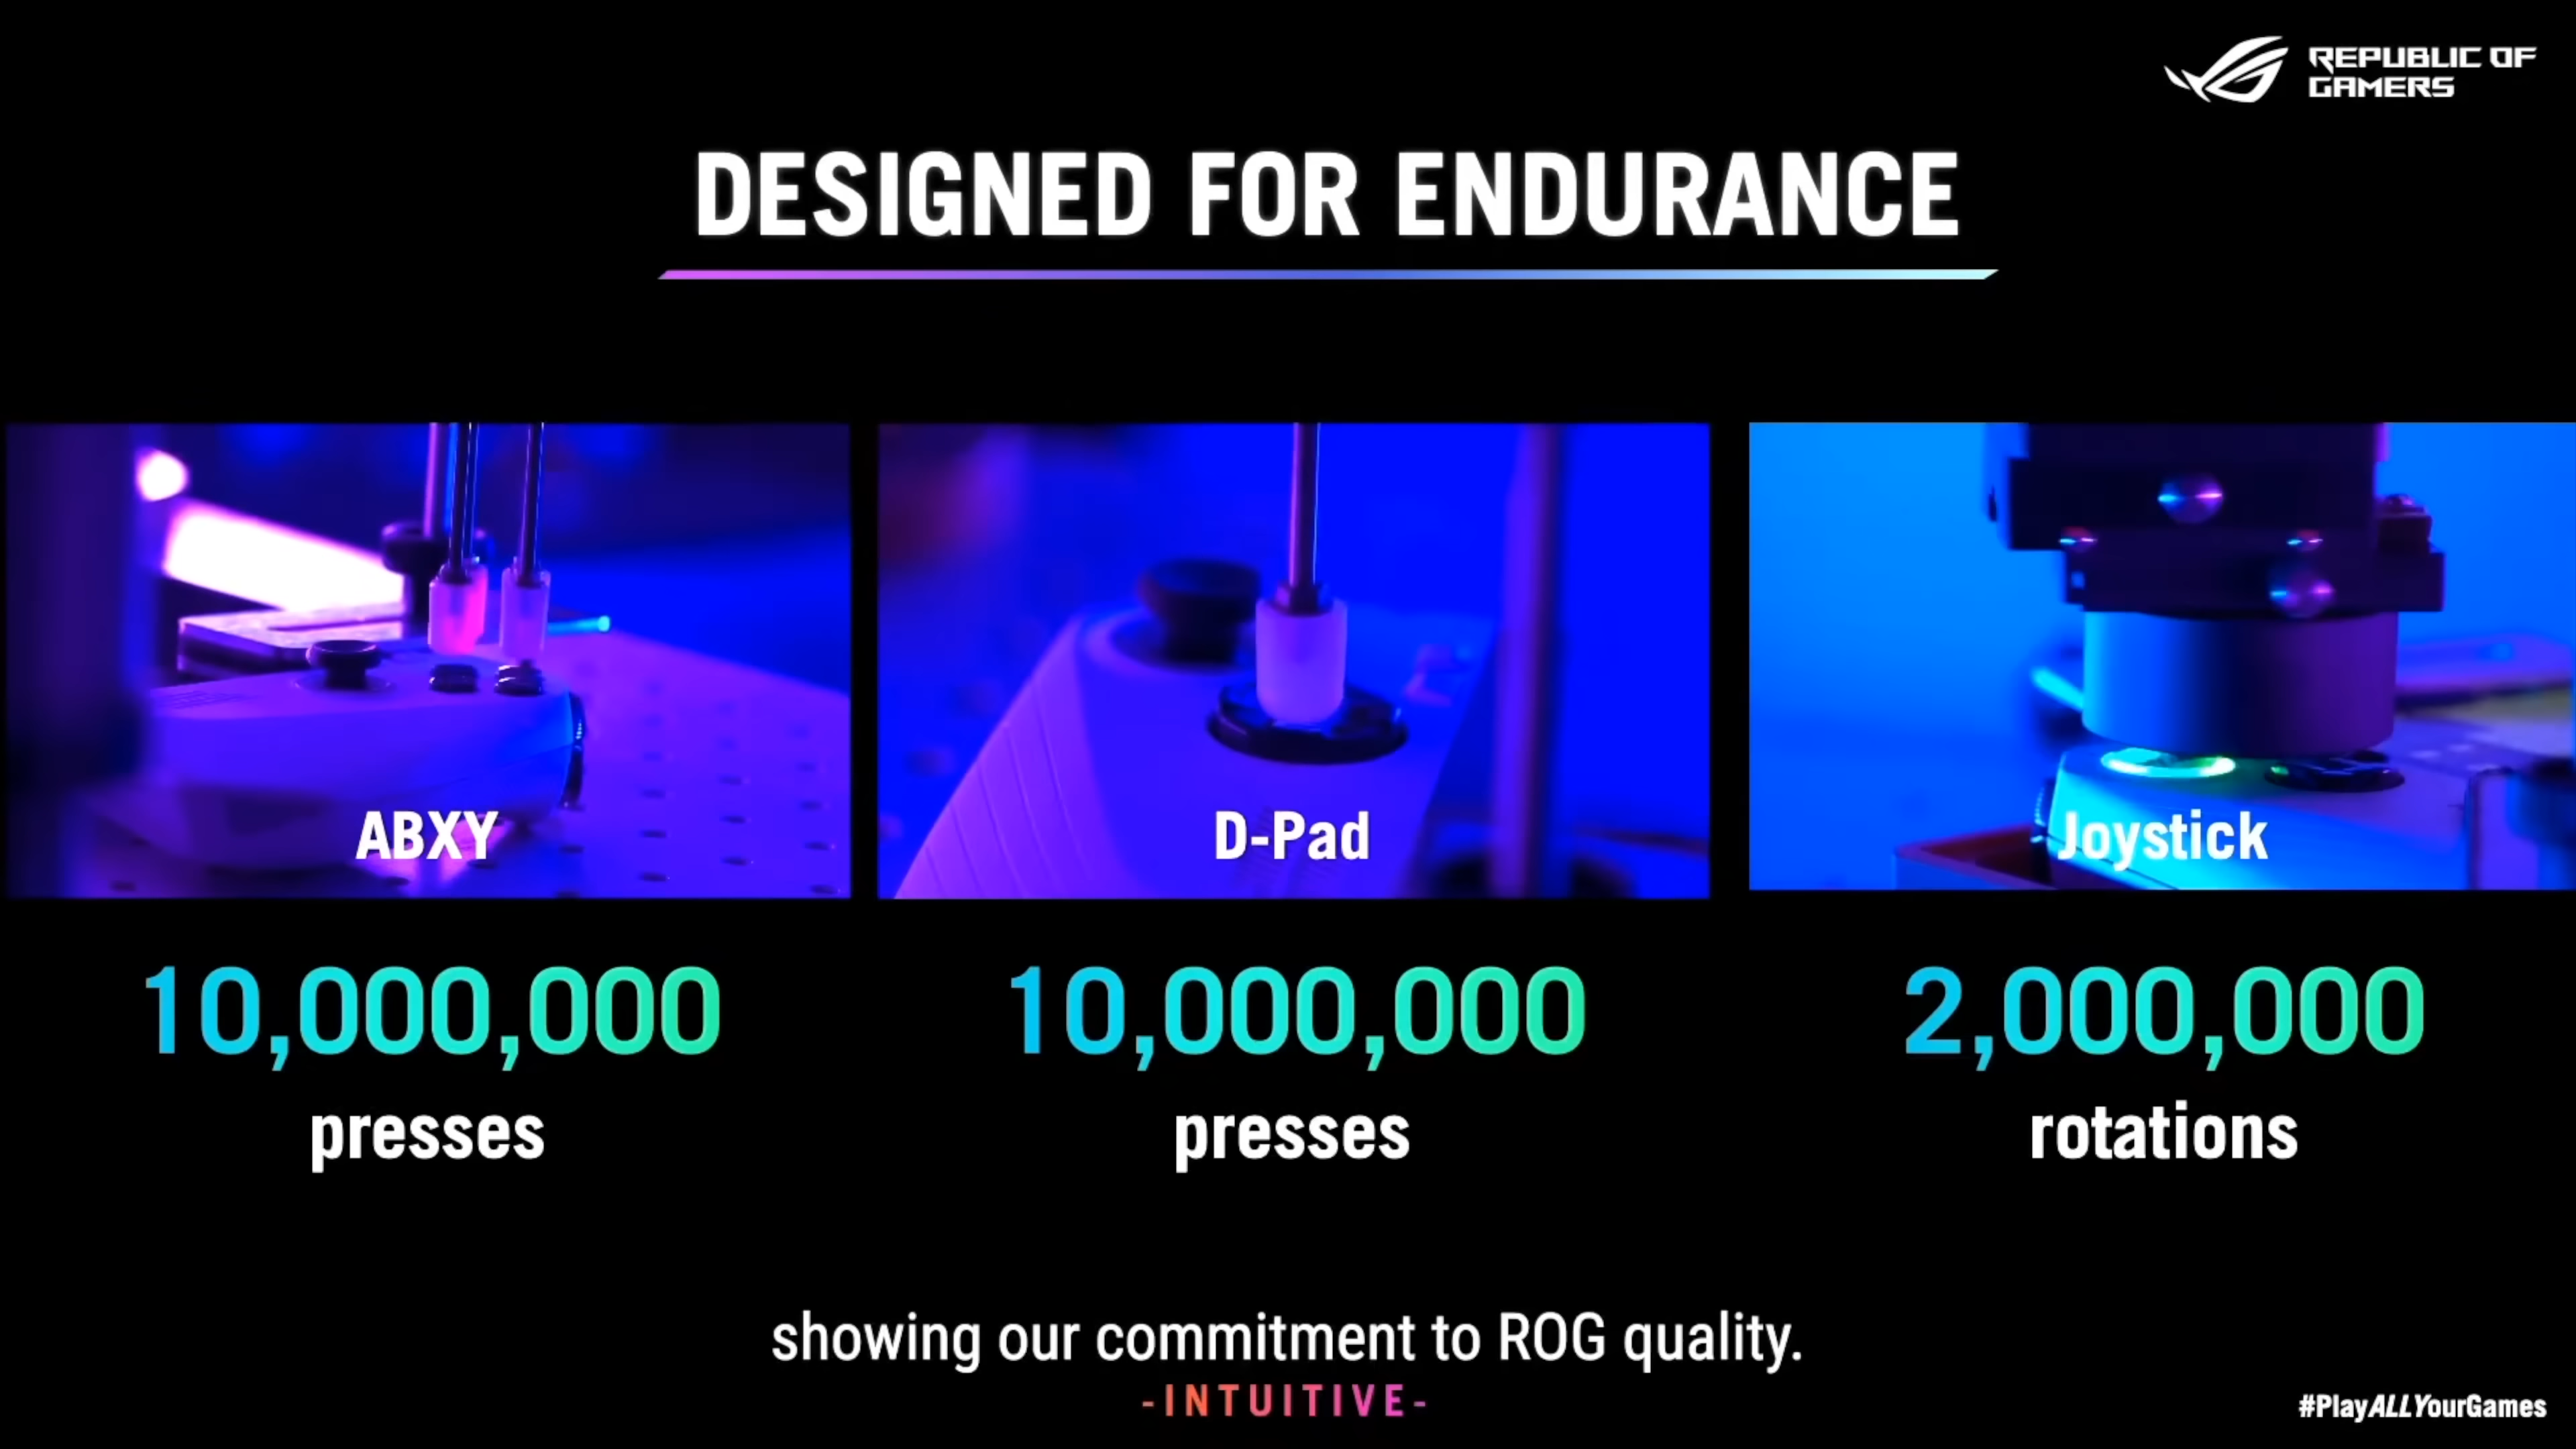 REPUBLIC OF
GAMERS
DESIGNED FOR ENDURANCE
ABXY
D-Pad
Joystick
10,000,000
10,000,000
2,000,000
presses
presses
rotations
showing our commitment to ROG quality.
-INTUITIVE-
#PlayALLYourGames